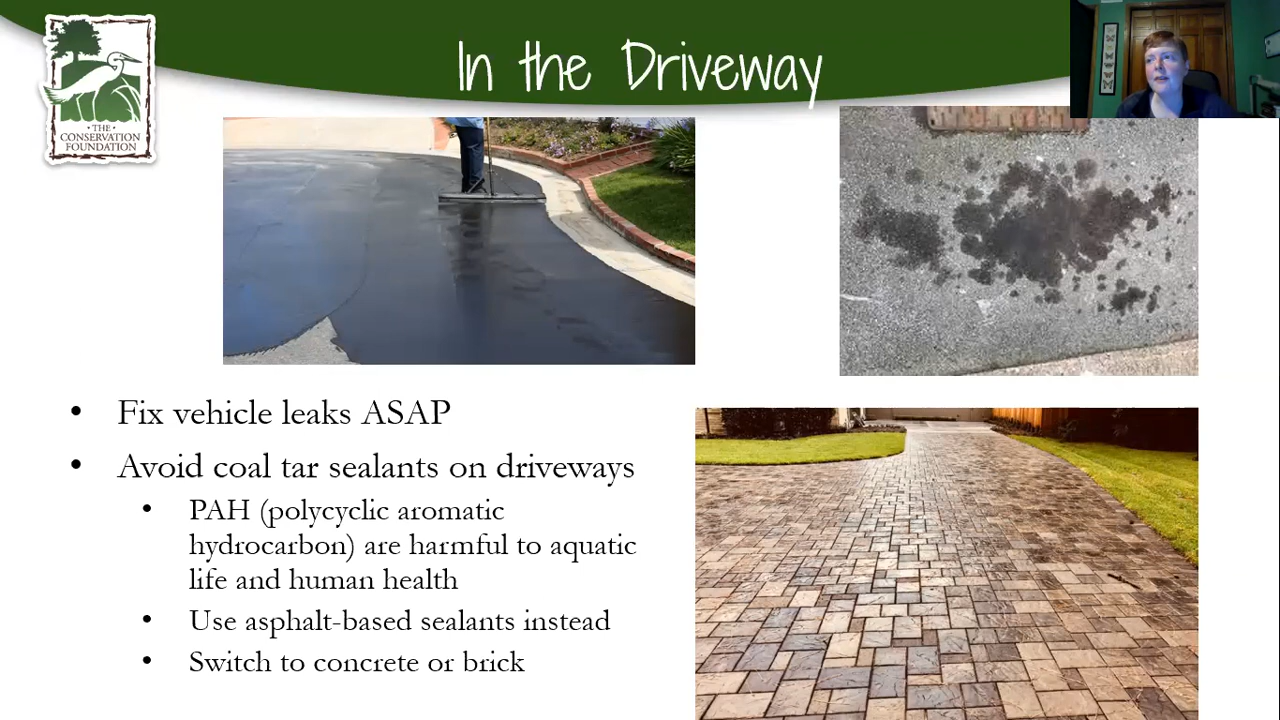 In the Driveway
· THE ·
CONSERVATION
FOUNDATION
• Fix vehicle leaks ASAP
• Avoid coal tar sealants on driveways
• PAH (polycyclic aromatic
hydrocarbon) are harmful to aquatic
life and human health
• Use asphalt-based sealants instead
• Switch to concrete or brick